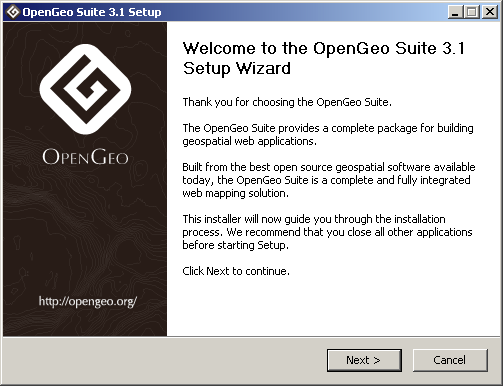 OpenGeo Suite 3.1 Setup
OPENGEO
http://opengeo.org/
Welcome to the OpenGeo Suite 3.1
Setup Wizard
Thank you for choosing the OpenGeo Suite.
The OpenGeo Suite provides a complete package for building
geospatial web applications.
Built from the best open source geospatial software available
today, the OpenGeo Suite is a complete and fully integrated
web mapping solution.
This installer will now guide you through the installation
process. We recommend that you close all other applications
before starting Setup.
Click Next to continue.
Next >
Cancel